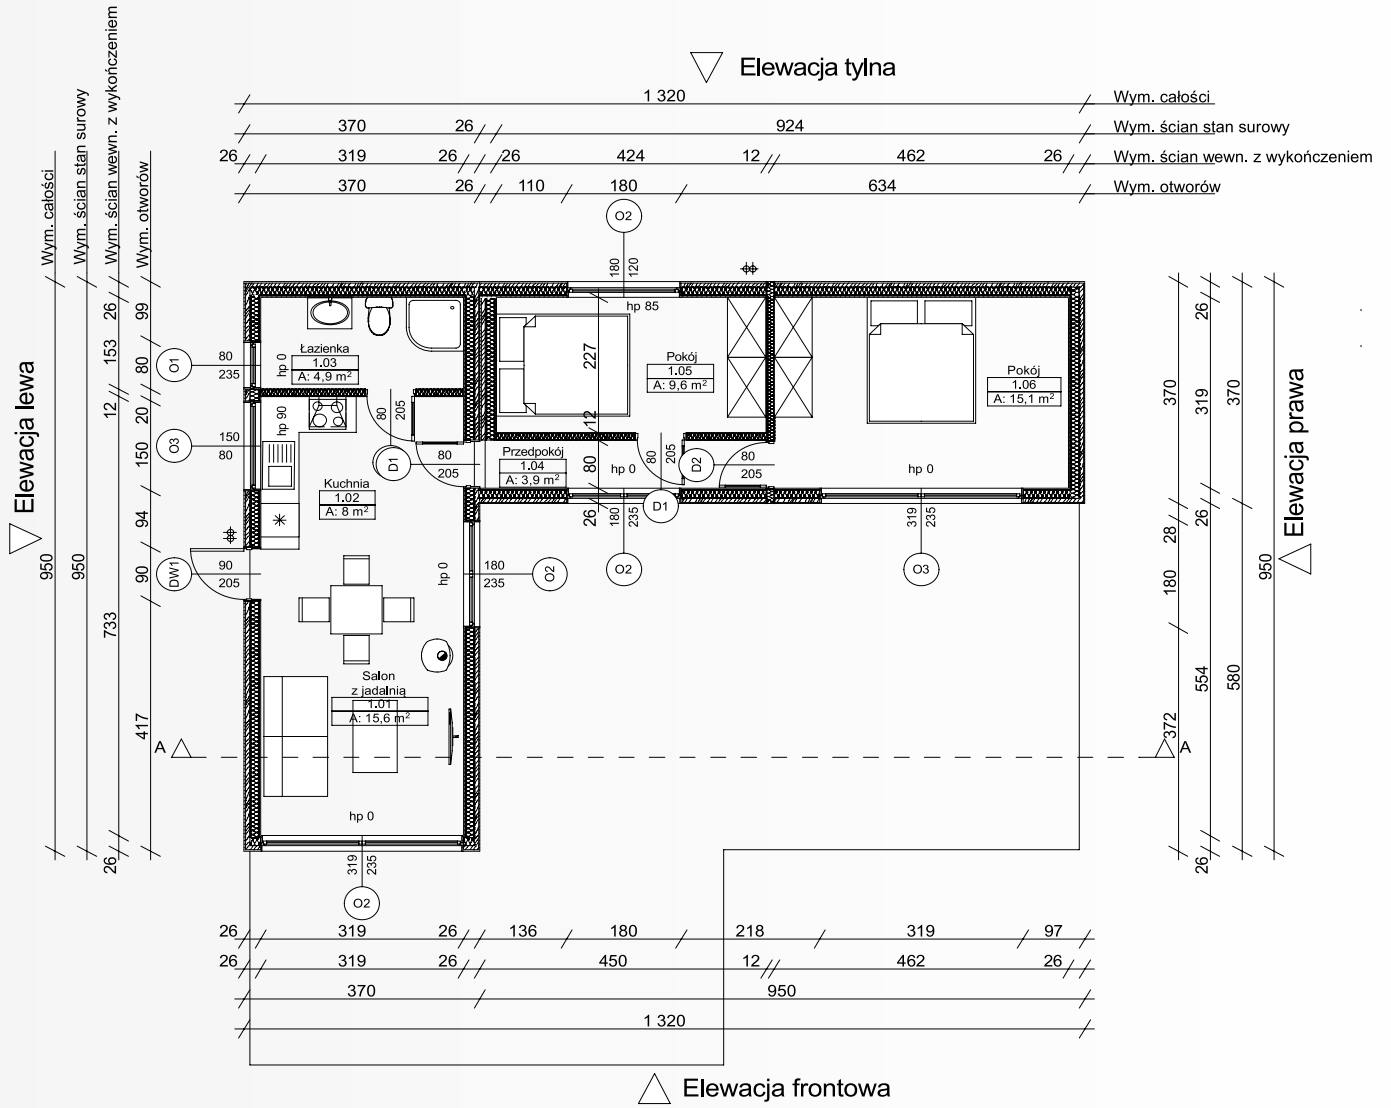 Elewacja tylna
1 320
Wym. całości
370 26 924
Wym. ścian stan surowy
26 319 26 26 424 12 462 26
Wym. ścian wewn. z wykończeniem
370 26 110 180 634
Wym. otworów
Wym. całości
Wym. ścian stan surowy
Wym. ścian wewn. z wykończeniem
Wym. otworów
Elewacja lewa
950
950
26 153 12 733 26
99 80 20 150 94 90 417
O2
180
120
hp 85
O1
80
235
hp 0
Łazienka
1.03
A: 4,9 m²
227
12
80
26
Pokój
1.05
A: 9,6 m²
Pokój
1.06
A: 15,1 m²
O3
150
80
hp 90
80
205
D1
80
205
Kuchnia
1.02
A: 8 m²
Przedpokój
1.04
A: 3,9 m²
hp 0
80
205
D1
D2
80
205
hp 0
180
235
O2
319
235
O3
DW1
90
205
hp 0
180
235
O2
Salon
z jadalnią
1.01
A: 15,6 m²
A
A
hp 0
319
235
O2
370 28 180 372
26 319 26 554 26
370 580
950
Elewacja prawa
26 319 26 136 180 218 319 97
26 319 26 450 12 462 26
370 950
1 320
Elewacja frontowa